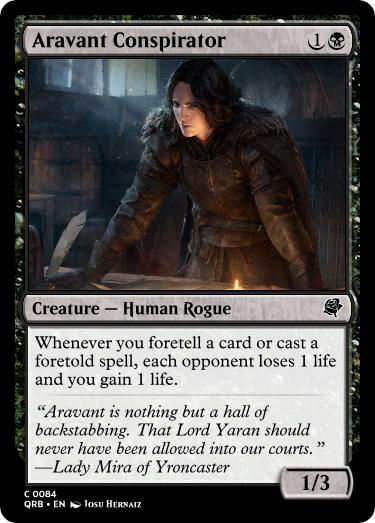 Aravant Conspirator 1
Creature — Human Rogue
Whenever you foretell a card or cast a
foretold spell, each opponent loses 1 life
and you gain 1 life.
“Aravant is nothing but a hall of
backstabbing. That Lord Yaran should
never have been allowed into our courts.”
—Lady Mira of Yroncaster
1/3
C 0084
QRB • EN Josu Hernaiz